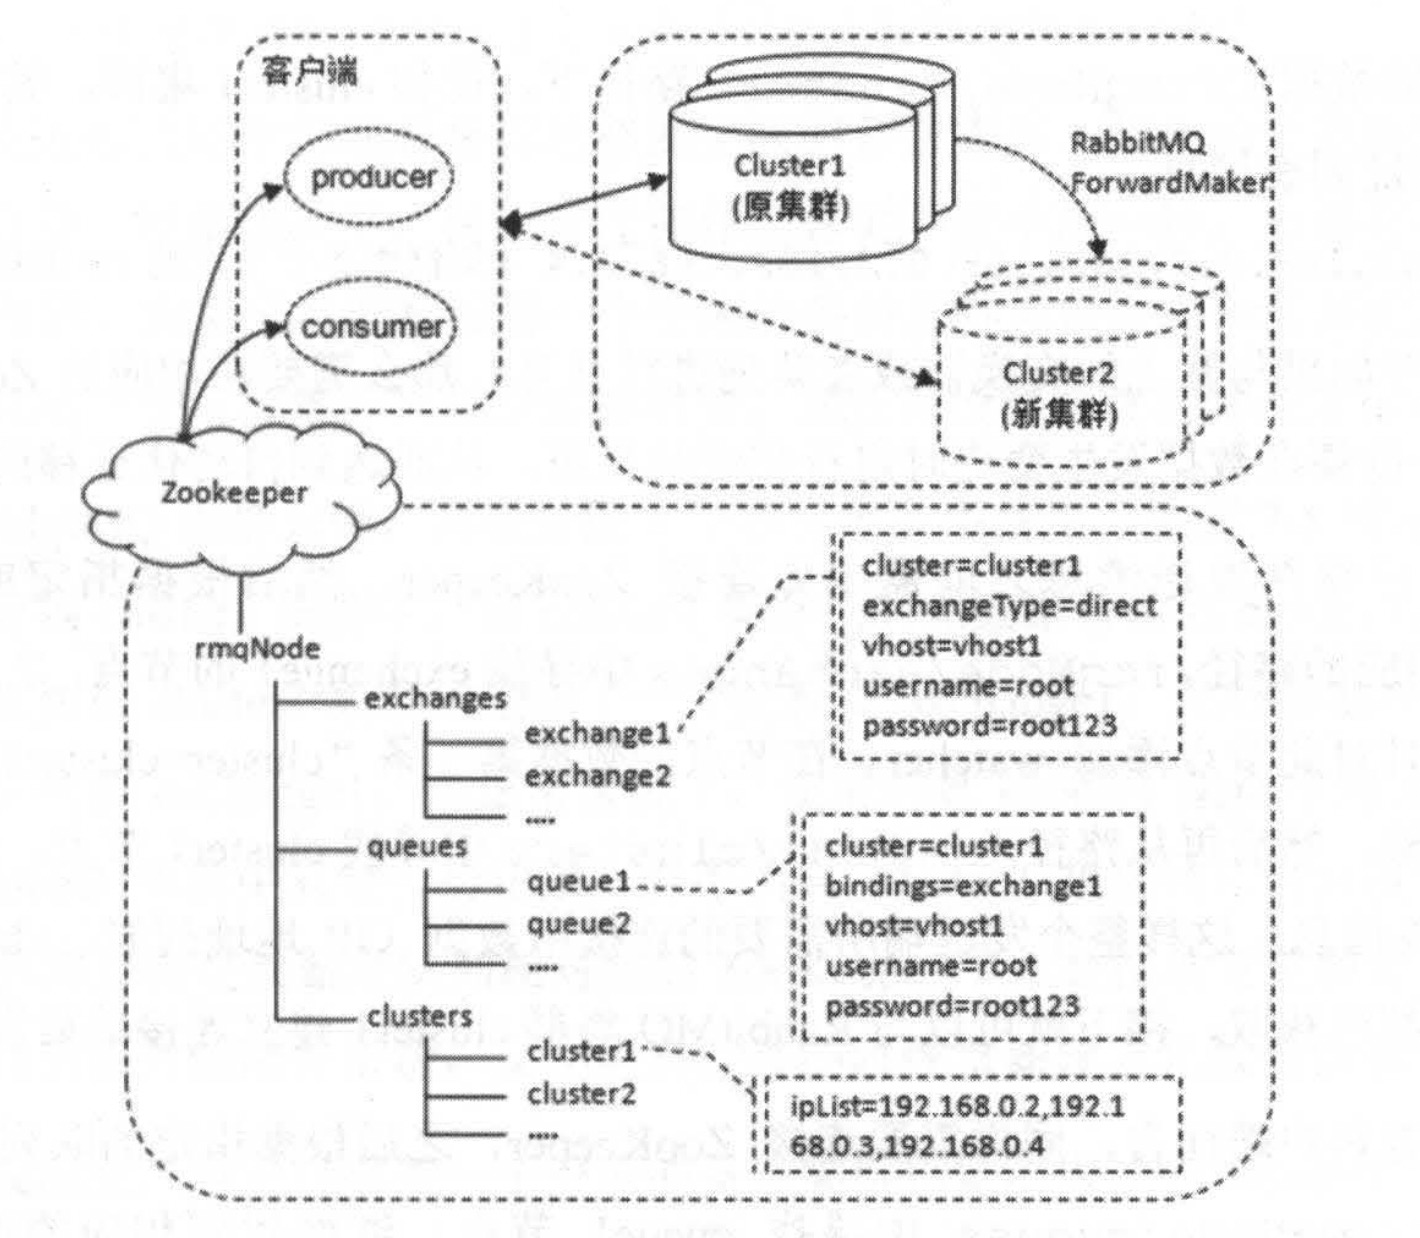 客户端
producer
consumer
Cluster1
(原集群)
RabbitMQ
ForwardMaker
Cluster2
(新集群)
Zookeeper
rmqNode
exchanges
exchange1
exchange2
....
queues
queue1
queue2
....
clusters
cluster1
cluster2
....
cluster=cluster1
exchangeType=direct
vhost=vhost1
username=root
password=root123
cluster=cluster1
bindings=exchange1
vhost=vhost1
username=root
password=root123
ipList=192.168.0.2,192.1
68.0.3,192.168.0.4